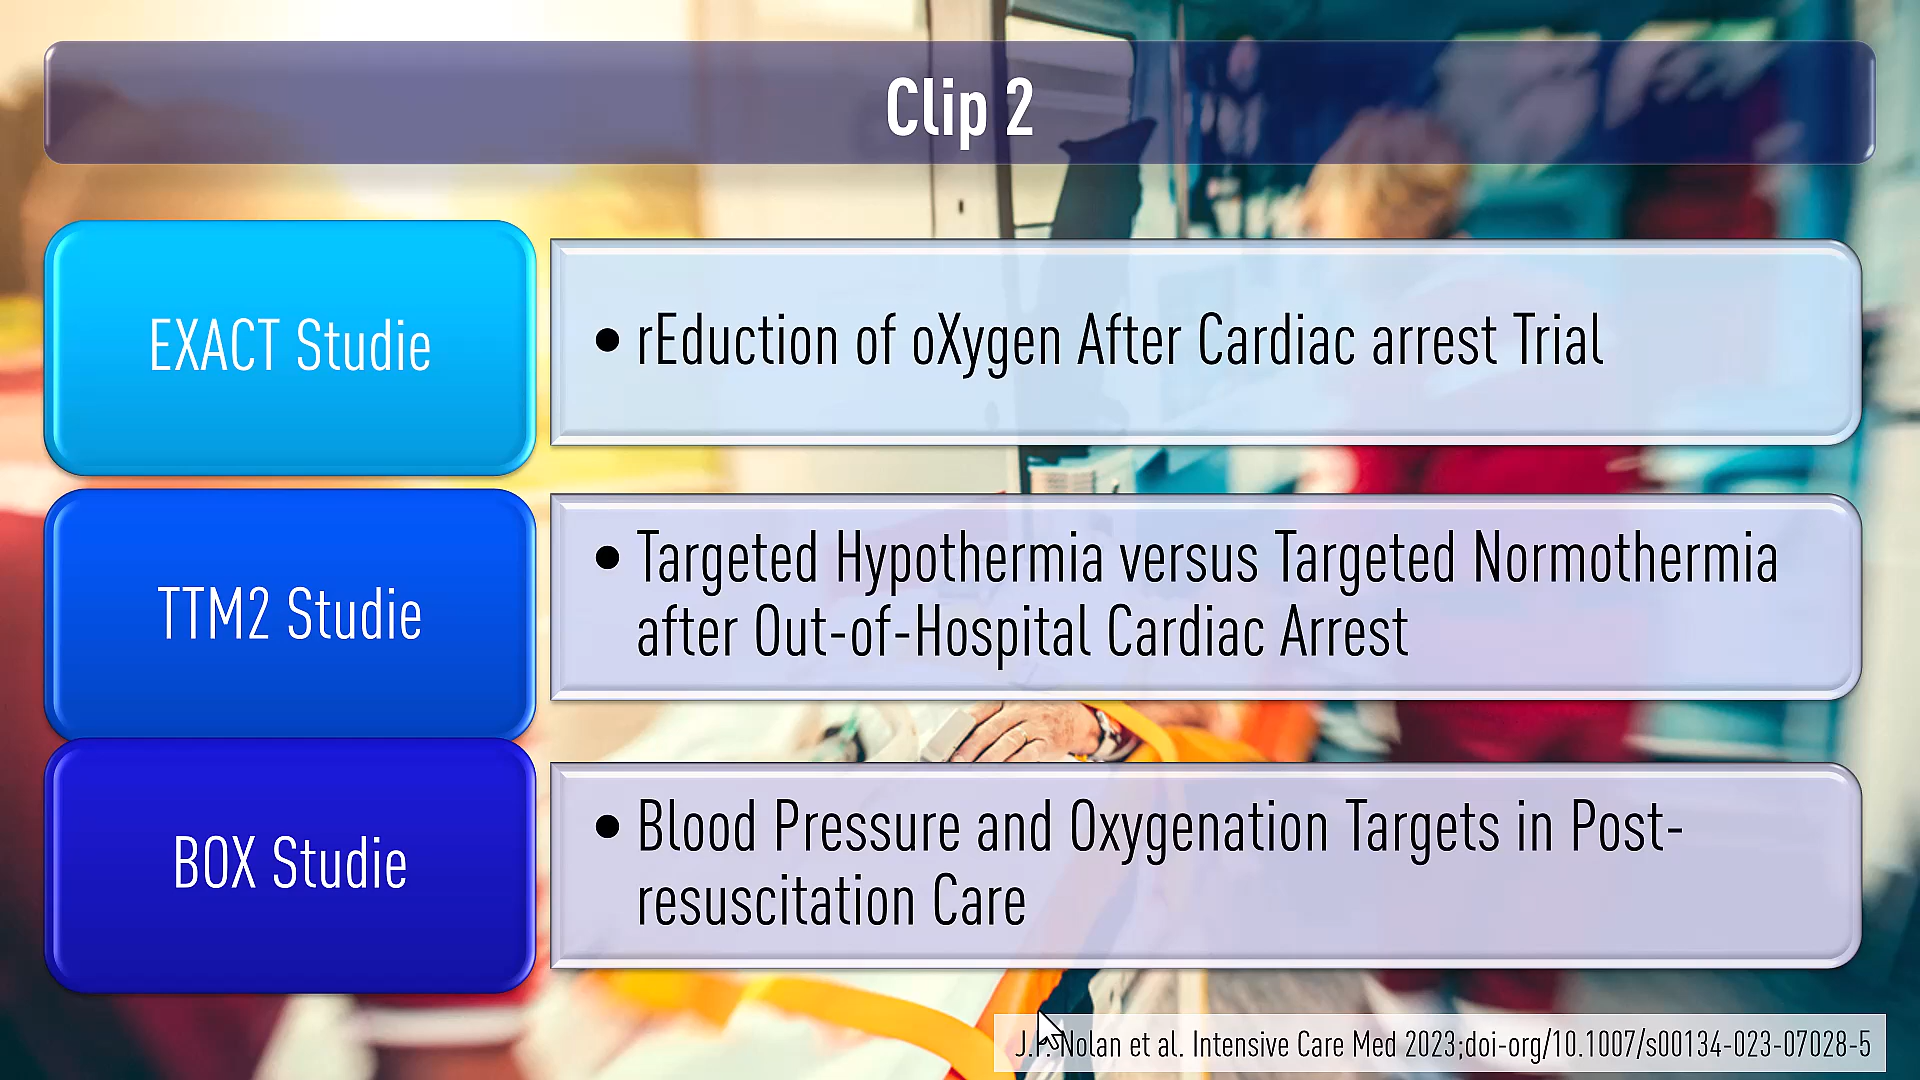 Clip 2
EXACT Studie
• rEduction of oXygen After Cardiac arrest Trial
TTM2 Studie
• Targeted Hypothermia versus Targeted Normothermia
after Out-of-Hospital Cardiac Arrest
BOX Studie
• Blood Pressure and Oxygenation Targets in Post-
resuscitation Care
J.P. Nolan et al. Intensive Care Med 2023;doi-org/10.1007/s00134-023-07028-5